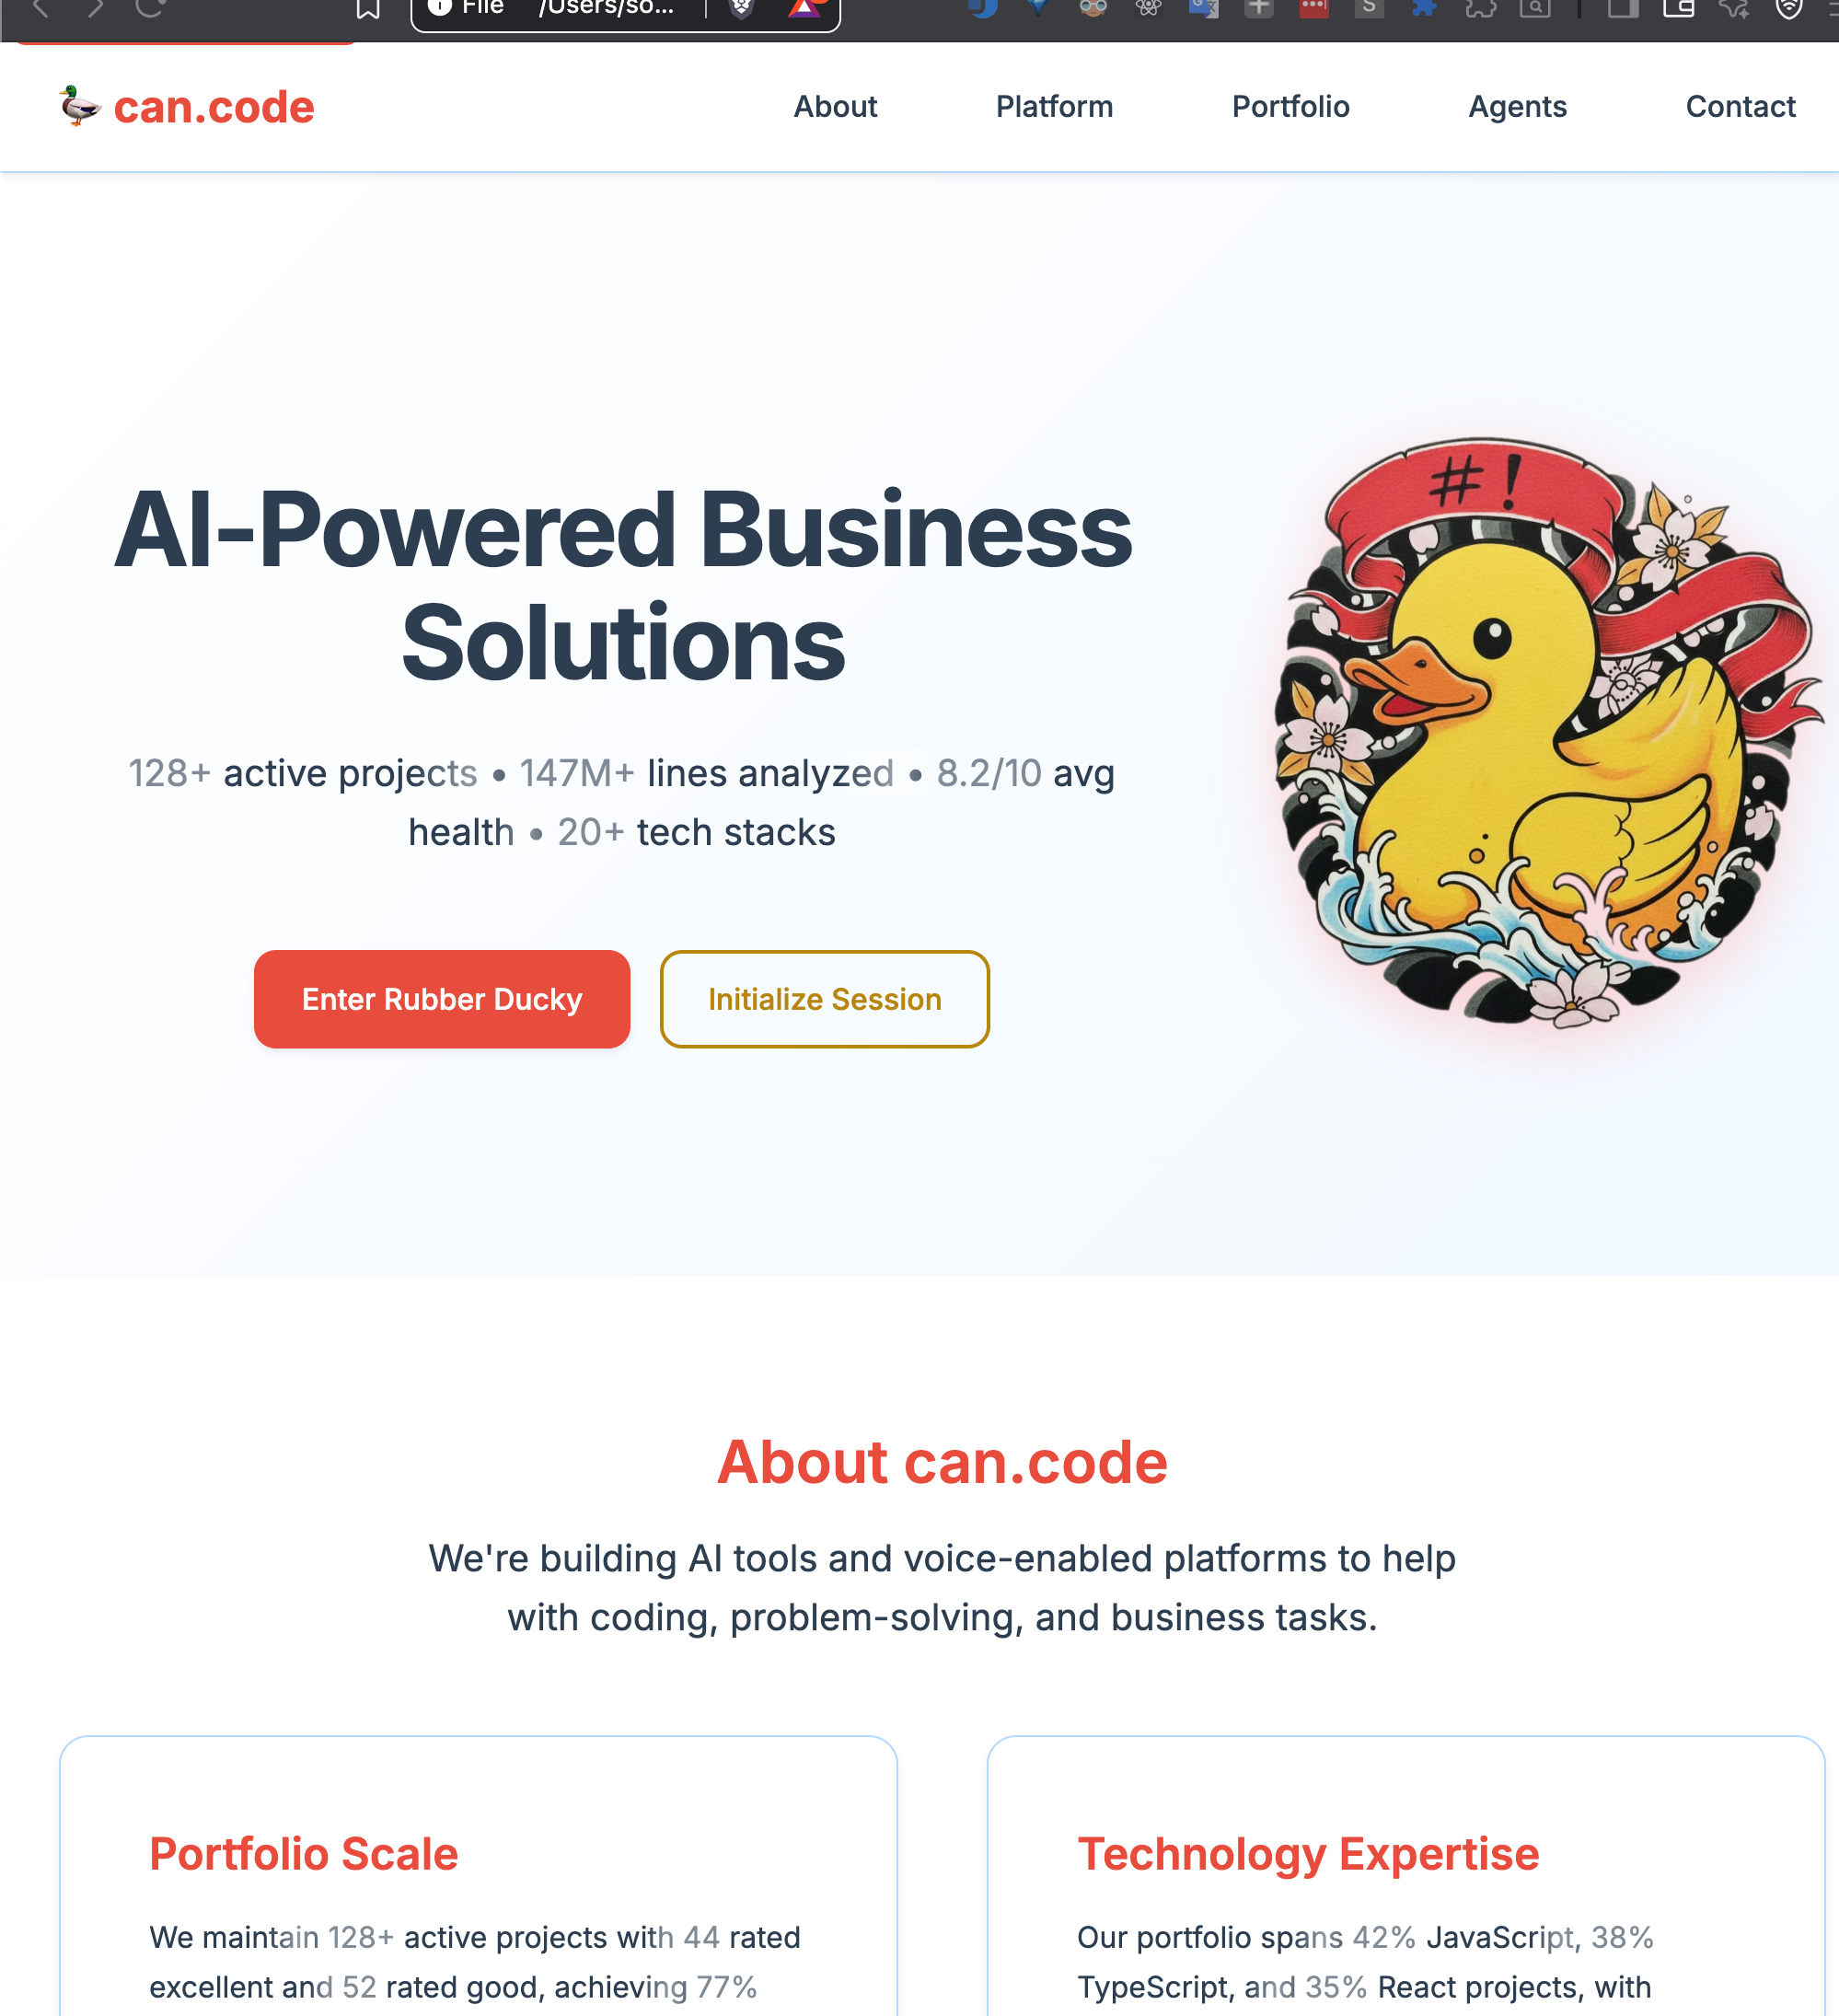 File /Users/so...
can.code
About Platform Portfolio Agents Contact
#!
AI-Powered Business
Solutions
128+ active projects • 147M+ lines analyzed • 8.2/10 avg
health • 20+ tech stacks
Enter Rubber Ducky Initialize Session
About can.code
We're building AI tools and voice-enabled platforms to help
with coding, problem-solving, and business tasks.
Portfolio Scale
We maintain 128+ active projects with 44 rated
excellent and 52 rated good, achieving 77%
Technology Expertise
Our portfolio spans 42% JavaScript, 38%
TypeScript, and 35% React projects, with